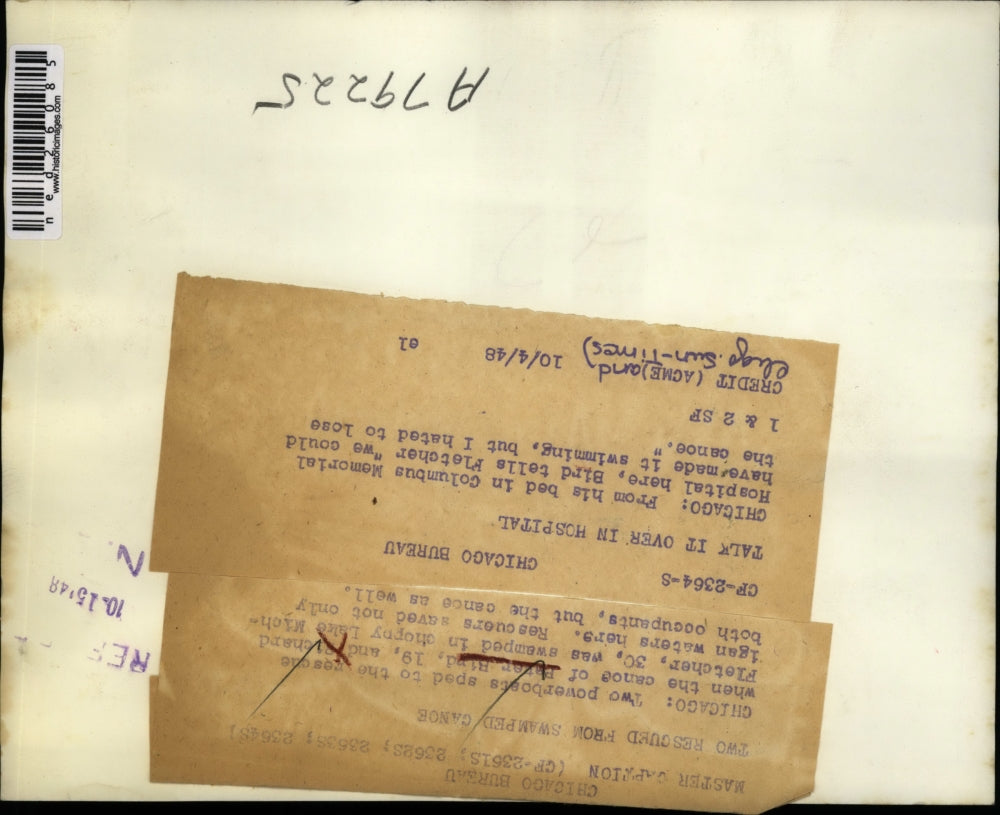 ned26085
www.historicimages.com
A79225
CHICAGO BUREAU
MASTER CAPTION (CF-2361S; 2362S; 2363S; 2364S)
TWO RESCUED FROM SWAMPED CANOE
CHICAGO: Two powerboats sped to the rescue
when the canoe of Peter Bird, 19, and Richard
Fletcher, 30, was swamped in choppy Lake Mich-
igan waters here. Rescuers saved not only
both occupants, but the canoe as well.
CF-2364-S CHICAGO BUREAU
TALK IT OVER IN HOSPITAL
CHICAGO: From his bed in Columbus Memorial
Hospital here, Bird tells Fletcher "we could
have made it swimming, but I hated to lose
the canoe."
1 & 2 SF
CREDIT (ACME) and
Chgo. Sun-Times) 10/4/48 el
REF
10-15'48
N